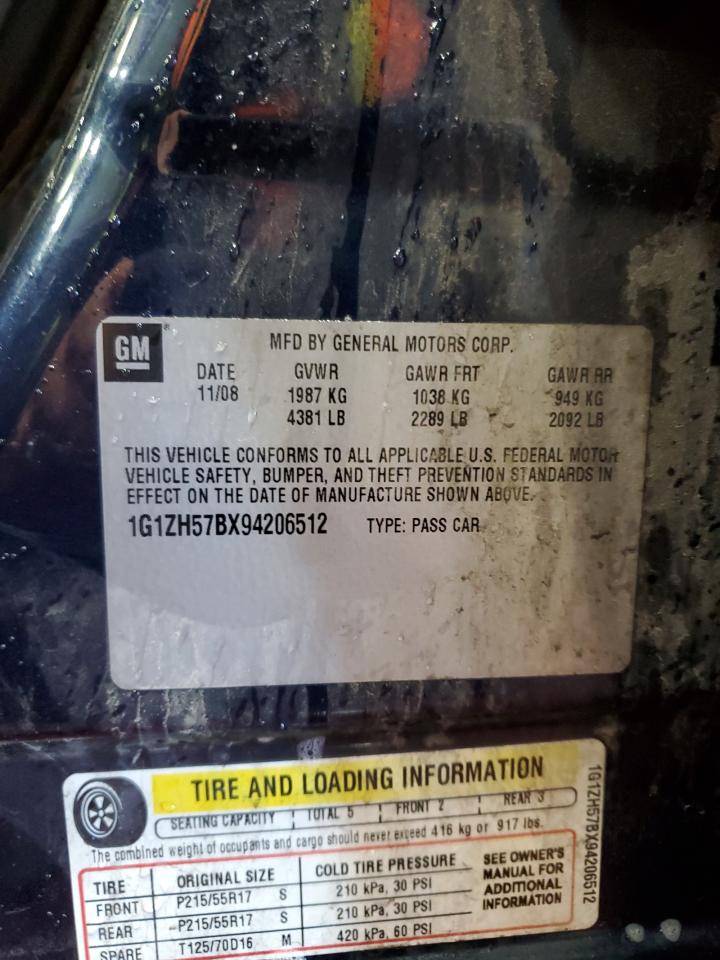 GM
MFD BY GENERAL MOTORS CORP.
DATE GVWR GAWR FRT GAWR RR
11/08 1987 KG 1038 KG 949 KG
4381 LB 2289 LB 2092 LB
THIS VEHICLE CONFORMS TO ALL APPLICABLE U.S. FEDERAL MOTOR
VEHICLE SAFETY, BUMPER, AND THEFT PREVENTION STANDARDS IN
EFFECT ON THE DATE OF MANUFACTURE SHOWN ABOVE.
1G1ZH57BX94206512 TYPE: PASS CAR
TIRE AND LOADING INFORMATION
SEATING CAPACITY TOTAL 5 FRONT 2 REAR 3
The combined weight of occupants and cargo should never exceed 416 kg or 917 lbs.
TIRE ORIGINAL SIZE COLD TIRE PRESSURE
FRONT P215/55R17 S 210 kPa, 30 PSI
REAR P215/55R17 S 210 kPa, 30 PSI
SPARE T125/70D16 M 420 kPa, 60 PSI
SEE OWNER'S
MANUAL FOR
ADDITIONAL
INFORMATION
1G1ZH57BX94206512